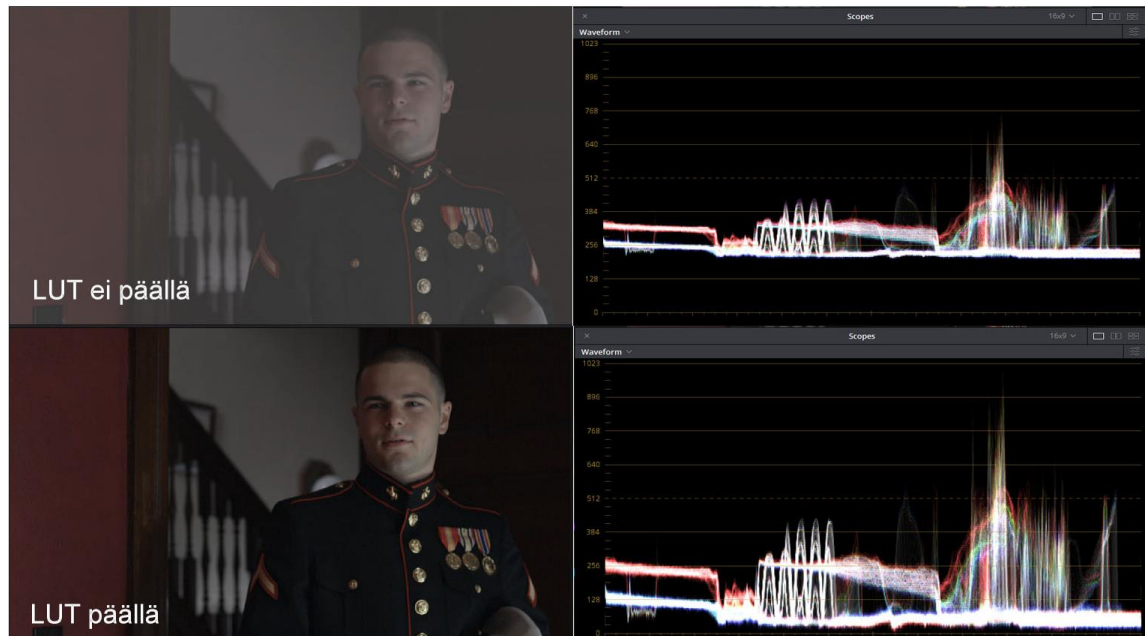 Scopes
16x9
Waveform
1023
896
768
640
512
384
256
128
0
LUT ei päällä
Scopes
16x9
Waveform
1023
896
768
640
512
384
256
128
0
LUT päällä